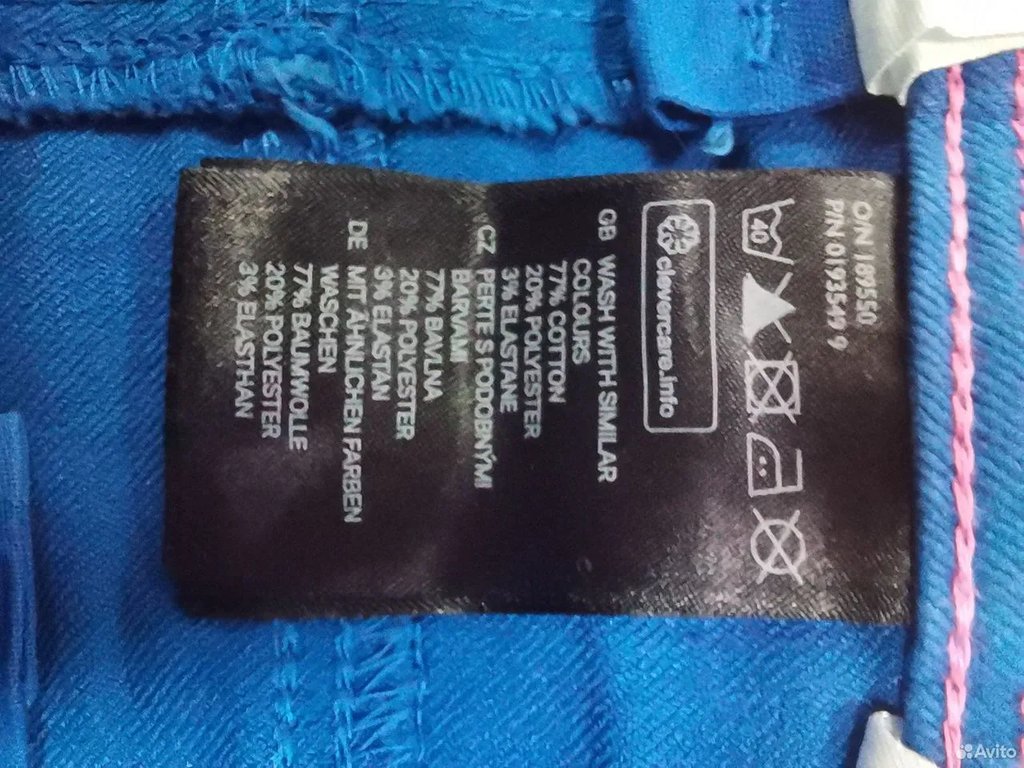 ON 189550
P/N 0193549 9
40
clevercare.info
GB WASH WITH SIMILAR
COLOURS
77% COTTON
20% POLYESTER
3% ELASTANE
CZ PERTE S PODOBNÝMI
BARVAMI
77% BAVLNA
20% POLYESTER
3% ELASTAN
DE MIT ÄHNLICHEN FARBEN
WASCHEN
77% BAUMWOLLE
20% POLYESTER
3% ELASTHAN
Avito